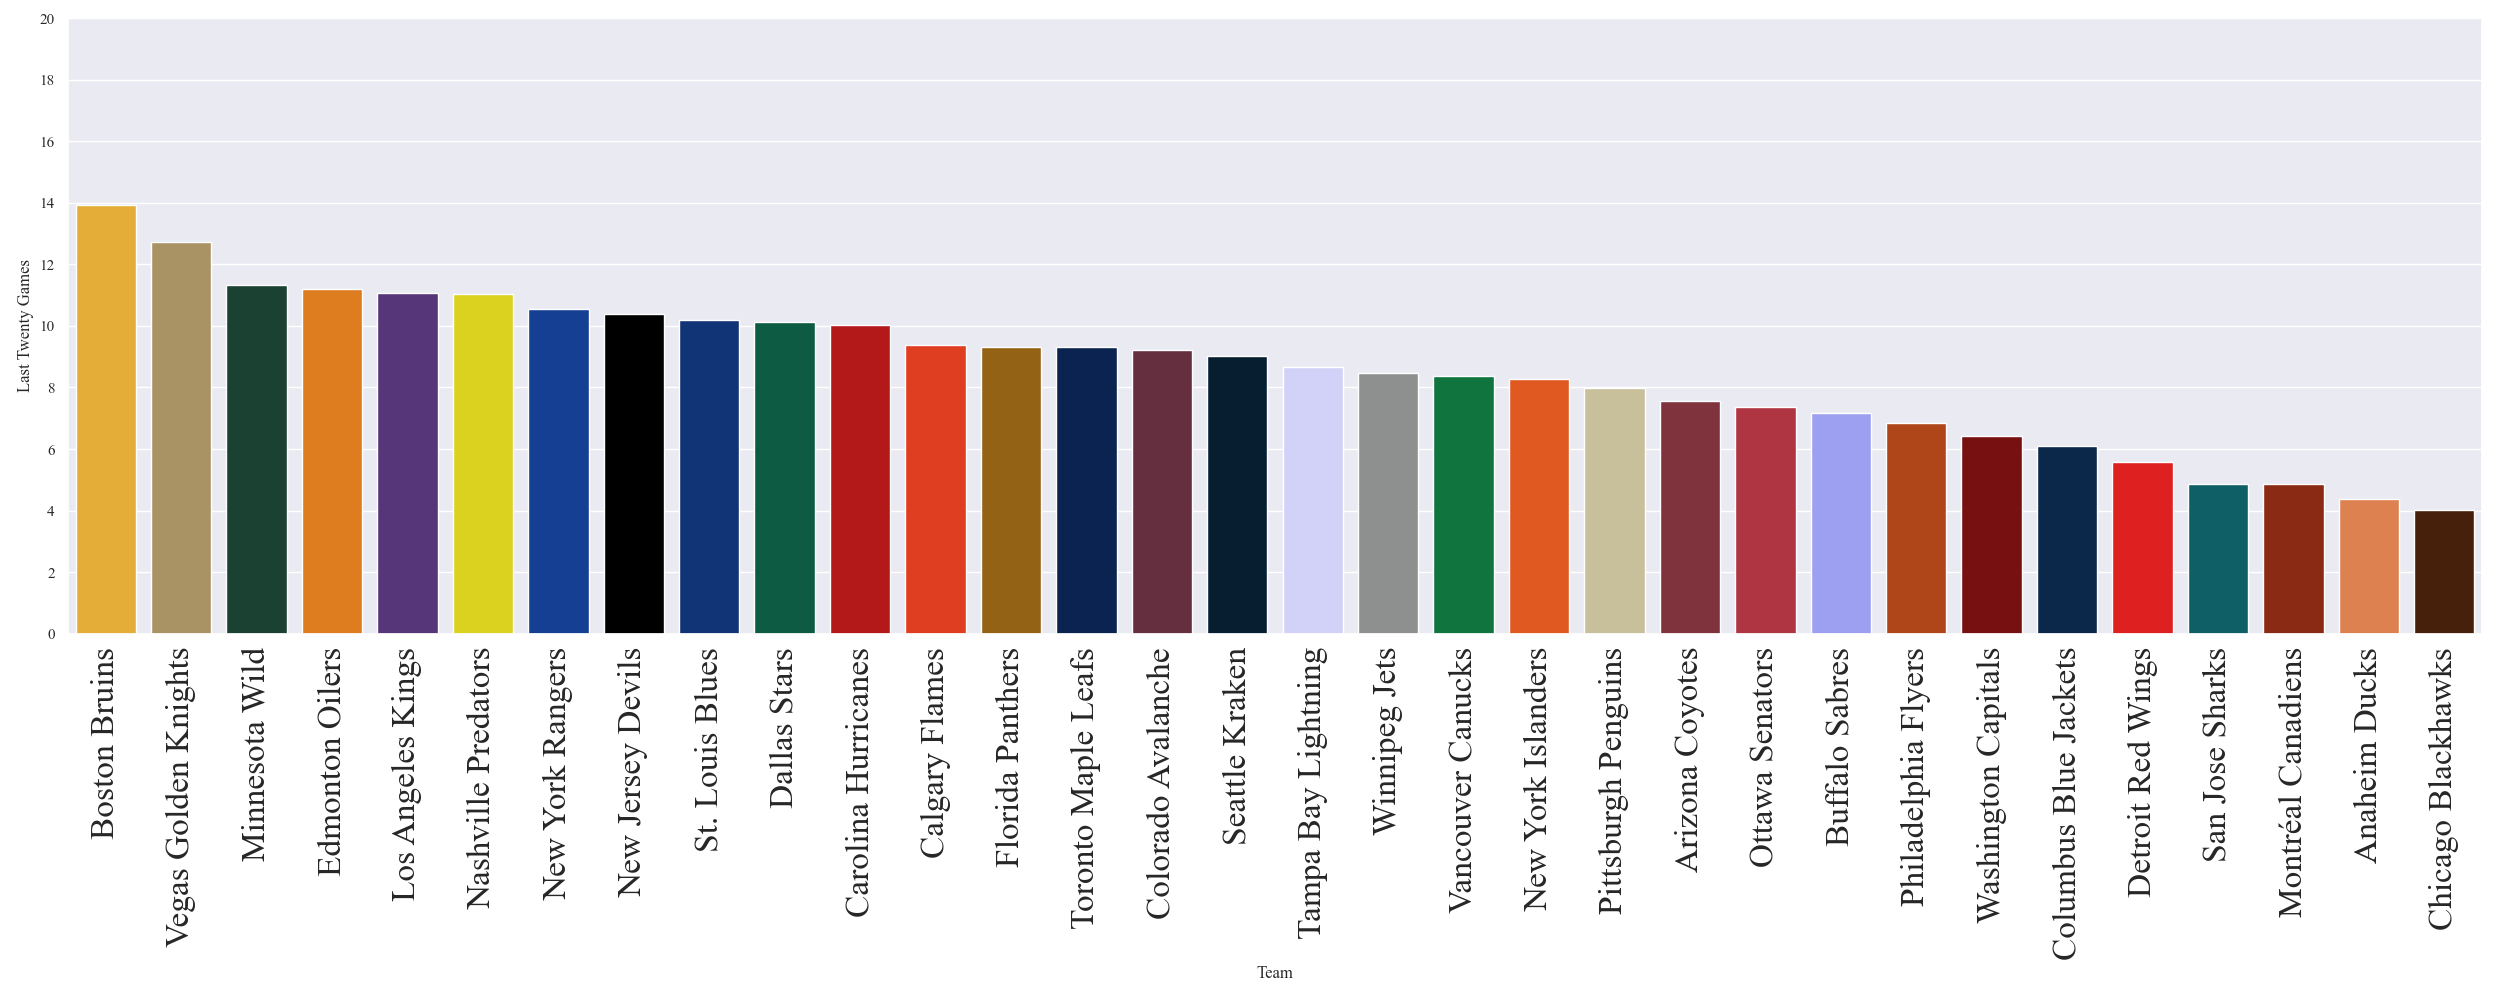 20
18
16
14
12
10
8
6
4
2
0
Last Twenty Games
Boston Bruins
Vegas Golden Knights
Minnesota Wild
Edmonton Oilers
Los Angeles Kings
Nashville Predators
New York Rangers
New Jersey Devils
St. Louis Blues
Dallas Stars
Carolina Hurricanes
Calgary Flames
Florida Panthers
Toronto Maple Leafs
Colorado Avalanche
Seattle Kraken
Tampa Bay Lightning
Winnipeg Jets
Vancouver Canucks
New York Islanders
Pittsburgh Penguins
Arizona Coyotes
Ottawa Senators
Buffalo Sabres
Philadelphia Flyers
Washington Capitals
Columbus Blue Jackets
Detroit Red Wings
San Jose Sharks
Montréal Canadiens
Anaheim Ducks
Chicago Blackhawks
Team